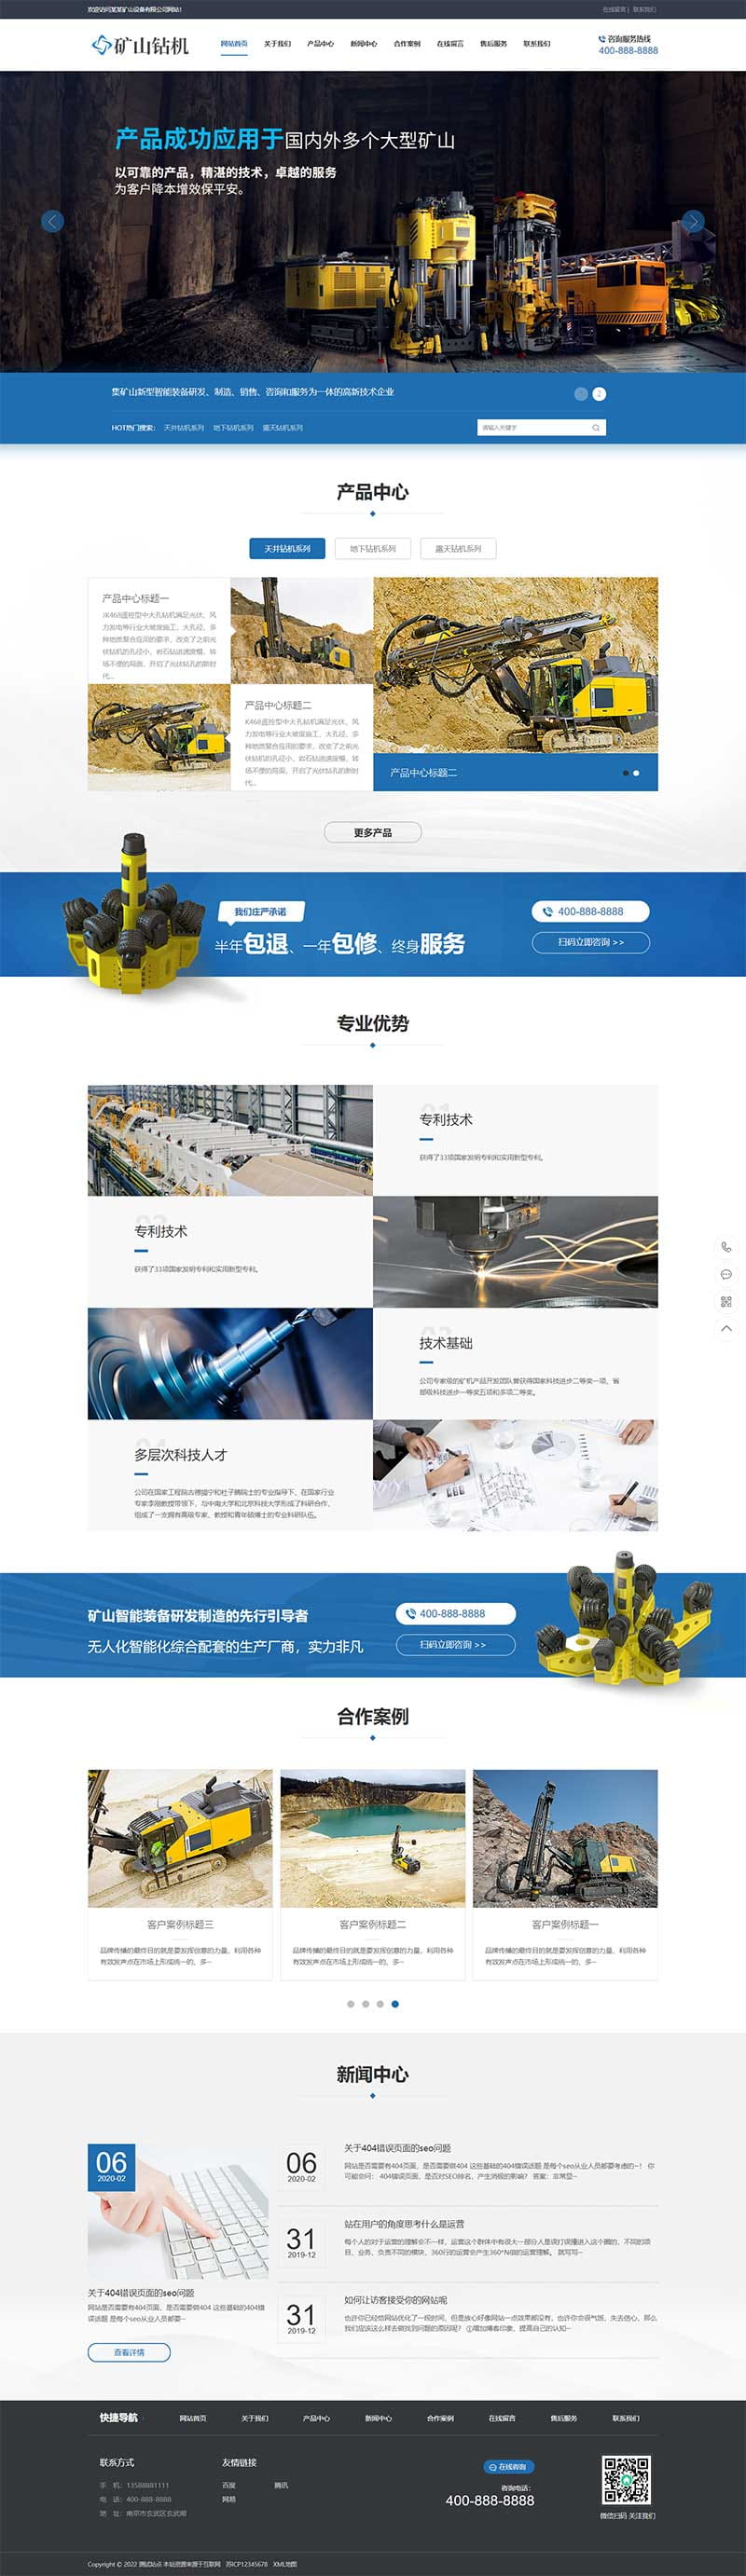 欢迎访问某某矿山设备有限公司网站!
在线留言 | 联系我们
矿山钻机
网站首页 关于我们 产品中心 新闻中心 合作案例 在线留言 售后服务 联系我们
咨询服务热线
400-888-8888
产品成功应用于国内外多个大型矿山
以可靠的产品，精湛的技术，卓越的服务
为客户降本增效保平安。
集矿山新型智能装备研发、制造、销售、咨询和服务为一体的高新技术企业
2
HOT热门搜索： 天井钻机系列 地下钻机系列 露天钻机系列
请输入关键字
产品中心
天井钻机系列 地下钻机系列 露天钻机系列
产品中心标题一
JK468遥控型中大孔钻机满足光伏、风
力发电等行业大坡度施工，大孔径，多
种地质复合应用的要求，改变了之前光
伏钻机的孔径小，岩石钻进速度慢，转
场不便的局面，开启了光伏钻孔的新时
代...
产品中心标题二
K468遥控型中大孔钻机满足光伏、风
力发电等行业大坡度施工，大孔径，多
种地质复合应用的要求，改变了之前光
伏钻机的孔径小，岩石钻进速度慢，转
场不便的局面，开启了光伏钻孔的新时
代...
产品中心标题二
更多产品
我们庄严承诺
半年包退、一年包修、终身服务
400-888-8888
扫码立即咨询 >>
专业优势
01
专利技术
获得了33项国家发明专利和实用新型专利。
02
专利技术
获得了33项国家发明专利和实用新型专利。
03
技术基础
公司专家级的矿机产品开发团队曾获得国家科技进步二等奖一项，省
部级科技进步一等奖五项和多项二等奖。
04
多层次科技人才
公司在国家工程院古德生宁和杜子腾院士的专业指导下，在国家行业
专家李刚教授带领下，与中南大学和北京科技大学形成了科研合作，
组成了一支拥有高级专家、教授和青年硕博士的专业科研队伍。
矿山智能装备研发制造的先行引导者
无人化智能化综合配套的生产厂商，实力非凡
400-888-8888
扫码立即咨询 >>
合作案例
客户案例标题三
品牌传播的最终目的就是要发挥创意的力量，利用各种
有效发声点在市场上形成统一的，多~
客户案例标题二
品牌传播的最终目的就是要发挥创意的力量，利用各种
有效发声点在市场上形成统一的，多~
客户案例标题一
品牌传播的最终目的就是要发挥创意的力量，利用各种
有效发声点在市场上形成统一的，多~
新闻中心
06
2020-02
关于404错误页面的seo问题
网站是否需要有404页面，是否需要做404 这些基础的404错
误话题 是每个seo从业人员都要~
查看详情
06
2020-02
关于404错误页面的seo问题
网站是否需要有404页面，是否需要做404 这些基础的404错误话题 是每个seo从业人员都要考虑的~！ 你
可能会问： 404错误页面，是否对SEO排名，产生消极的影响？ 答案：非常显~
31
2019-12
站在用户的角度思考什么是运营
每个人的对于运营的理解会不一样，运营这个群体中有很大一部分人是误打误撞进入这个圈的，不同的项
目、业务、负责不同的模块，360行的运营会产生360*N倍的运营理解。 就写写~
31
2019-12
如何让访客接受你的网站呢
也许你已经给网站优化了一段时间，但是放心好像网站一点效果都没有，也许你会很气馁，失去信心，那么
我们应该这么样去做找到问题的原因呢？ ①增加博客印象，提高自己的认知~
快捷导航
网站首页 关于我们 产品中心 新闻中心 合作案例 在线留言 售后服务 联系我们
联系方式
手 机：13588881111
电 话：400-888-8888
地 址：南京市玄武区玄武湖
友情链接
百度 腾讯
网易
在线咨询
咨询电话：
400-888-8888
微信扫码 关注我们
Copyright © 2022 测试站点 本站资源来源于互联网 苏ICP12345678 XML地图